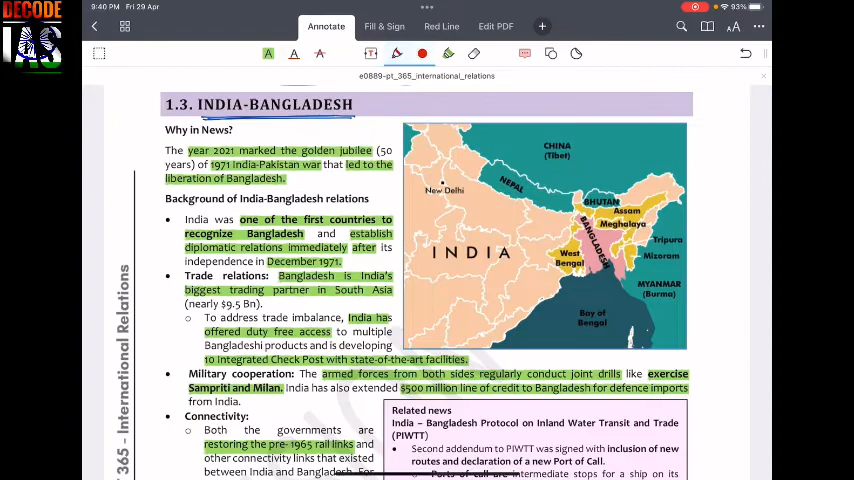 DECODE
IAS
9:40 PM Fri 29 Apr
93%
Annotate
Fill & Sign
Red Line
Edit PDF
e0889-pt_365_international_relations
1.3. INDIA-BANGLADESH
Why in News?
The year 2021 marked the golden jubilee (50
years) of 1971 India-Pakistan war that led to the
liberation of Bangladesh.
Background of India-Bangladesh relations
• India was one of the first countries to
recognize Bangladesh and establish
diplomatic relations immediately after its
independence in December 1971.
• Trade relations: Bangladesh is India's
biggest trading partner in South Asia
(nearly $9.5 Bn).
o To address trade imbalance, India has
offered duty free access to multiple
Bangladeshi products and is developing
10 Integrated Check Post with state-of-the-art facilities.
• Military cooperation: The armed forces from both sides regularly conduct joint drills like exercise
Sampriti and Milan. India has also extended $500 million line of credit to Bangladesh for defence imports
from India.
• Connectivity:
o Both the governments are
restoring the pre- 1965 rail links and
other connectivity links that existed
between India and Bangladesh. For
CHINA
(Tibet)
NEPAL
New Delhi
BHUTAN
Assam
Meghalaya
BANGLADESH
INDIA
West
Bengal
Tripura
Mizoram
MYANMAR
(Burma)
Bay of
Bengal
Related news
India – Bangladesh Protocol on Inland Water Transit and Trade
(PIWTT)
• Second addendum to PIWTT was signed with inclusion of new
routes and declaration of a new Port of Call.
o Ports of call are intermediate stops for a ship on its
365 - International Relations